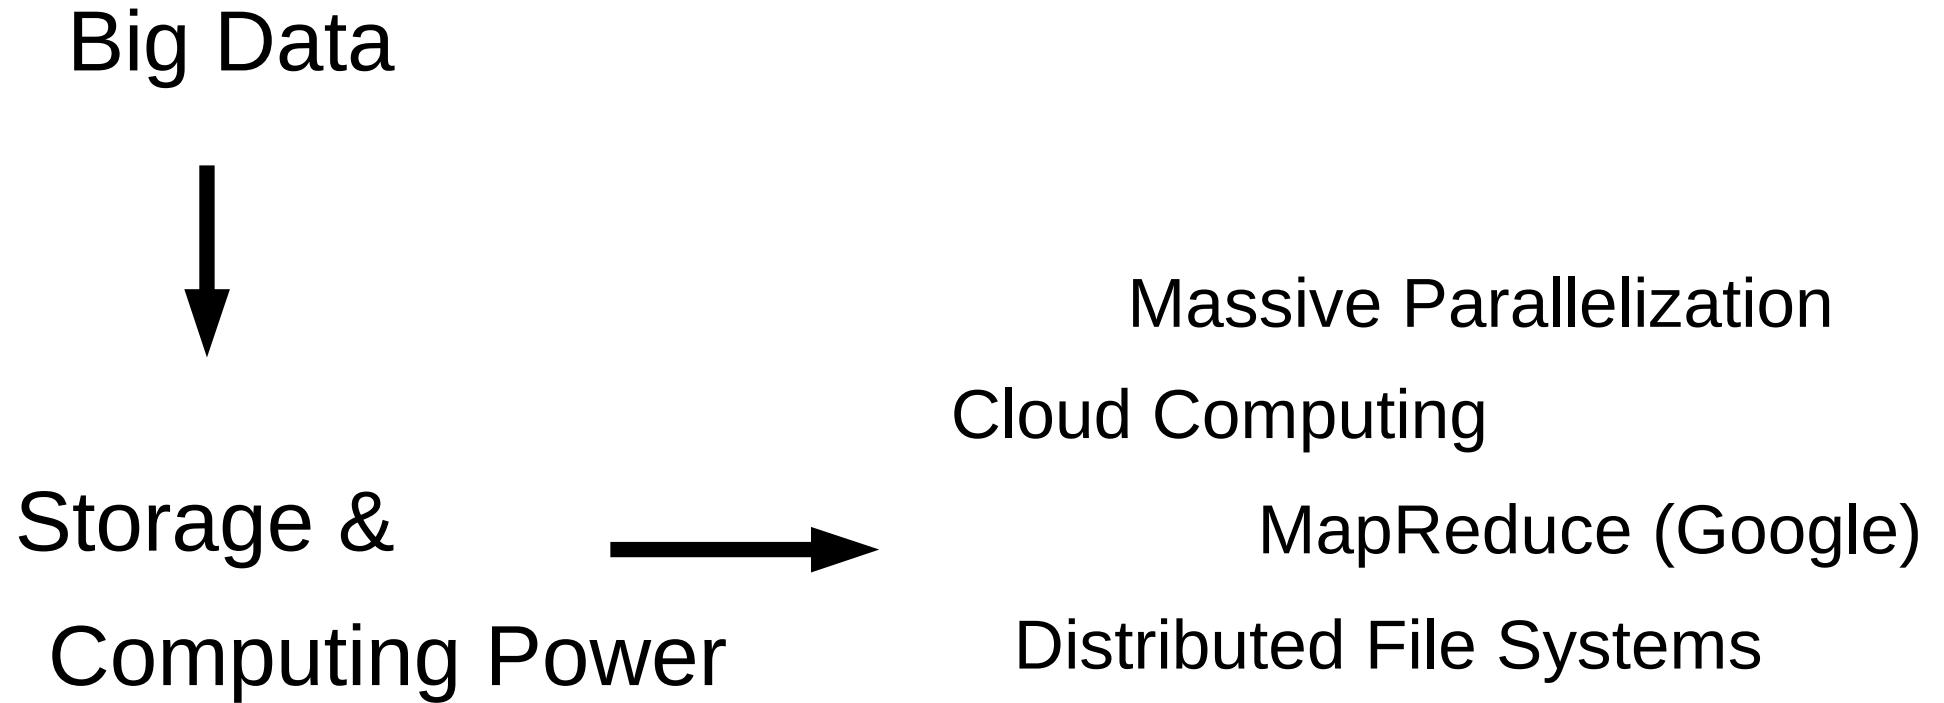 Big Data
Massive Parallelization
Cloud Computing
Storage &
MapReduce (Google)
Computing Power
Distributed File Systems